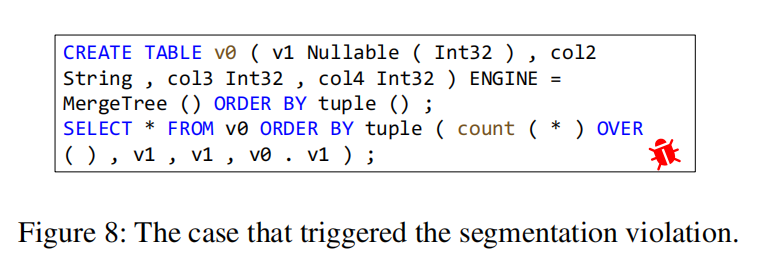 CREATE TABLE v0 ( v1 Nullable ( Int32 ) , col2
String , col3 Int32 , col4 Int32 ) ENGINE =
MergeTree () ORDER BY tuple () ;
SELECT * FROM v0 ORDER BY tuple ( count ( * ) OVER
( ) , v1 , v1 , v0 . v1 ) ;
Figure 8: The case that triggered the segmentation violation.